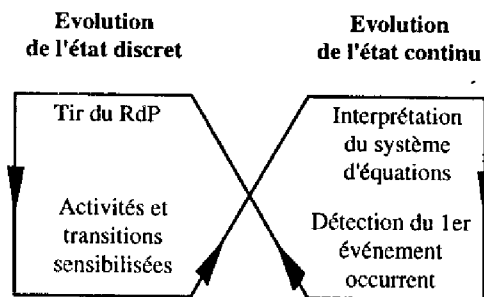 Evolution
de l'état discret
Evolution
de l'état continu
Tir du RdP
Activités et
transitions
sensibilisées
Interprétation
du système
d'équations
Détection du 1er
événement
occurrent